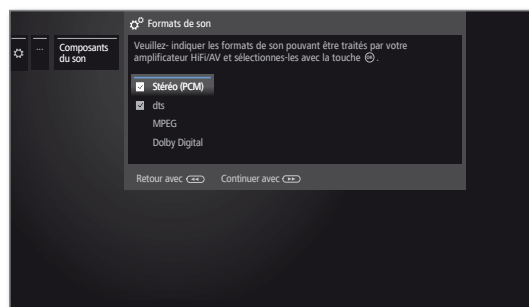 Formats de son
...
Composants
du son
Veuillez- indiquer les formats de son pouvant être traités par votre
amplificateur HiFi/AV et sélectionnes-les avec la touche OK .
Stéréo (PCM)
dts
MPEG
Dolby Digital
Retour avec Continuer avec